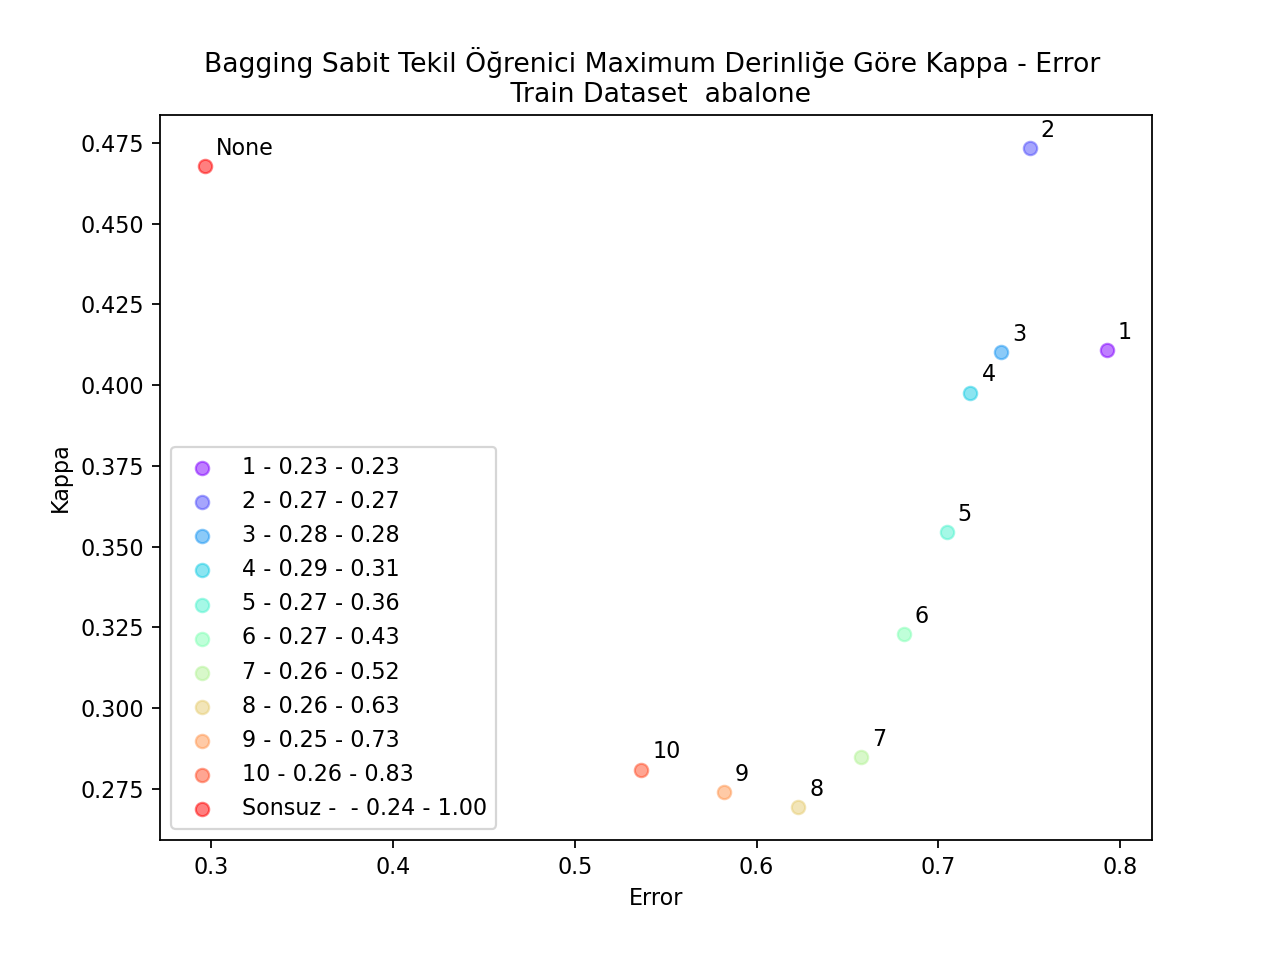 Bagging Sabit Tekil Öğrenici Maximum Derinliğe Göre Kappa - Error
Train Dataset  abalone
0.475
0.450
0.425
0.400
0.375
0.350
0.325
0.300
0.275
Kappa
None
2
1
3
4
5
6
7
8
9
10
1 - 0.23 - 0.23
2 - 0.27 - 0.27
3 - 0.28 - 0.28
4 - 0.29 - 0.31
5 - 0.27 - 0.36
6 - 0.27 - 0.43
7 - 0.26 - 0.52
8 - 0.26 - 0.63
9 - 0.25 - 0.73
10 - 0.26 - 0.83
Sonsuz -  - 0.24 - 1.00
0.3 0.4 0.5 0.6 0.7 0.8
Error